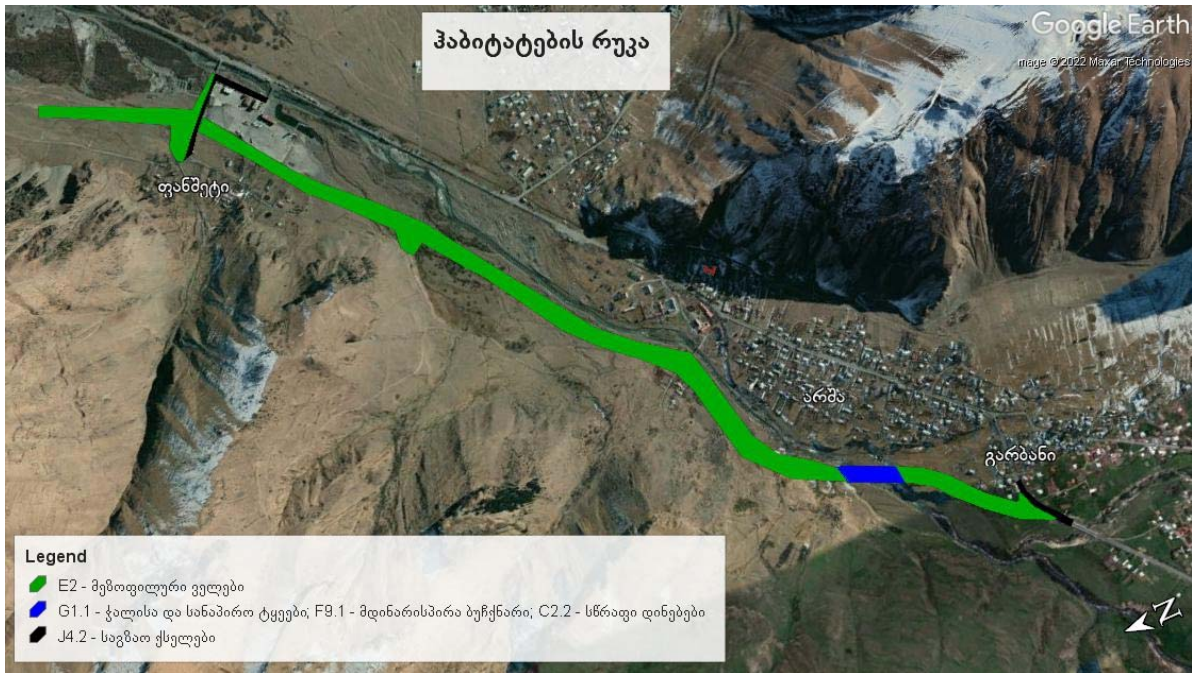 ჰაბიტატების რუკა
Google Earth
mage © 2022 Maxar Technologies
ფანშეტი
არშა
გარბანი
Legend
E2 - მეზოფილური ველები
G1.1 - ჭალისა და სანაპირო ტყეები; F9.1 - მდინარისპირა ბუჩქნარი; C2.2 - სწრაფი დინებები
J4.2 - საგზაო ქსელები
N